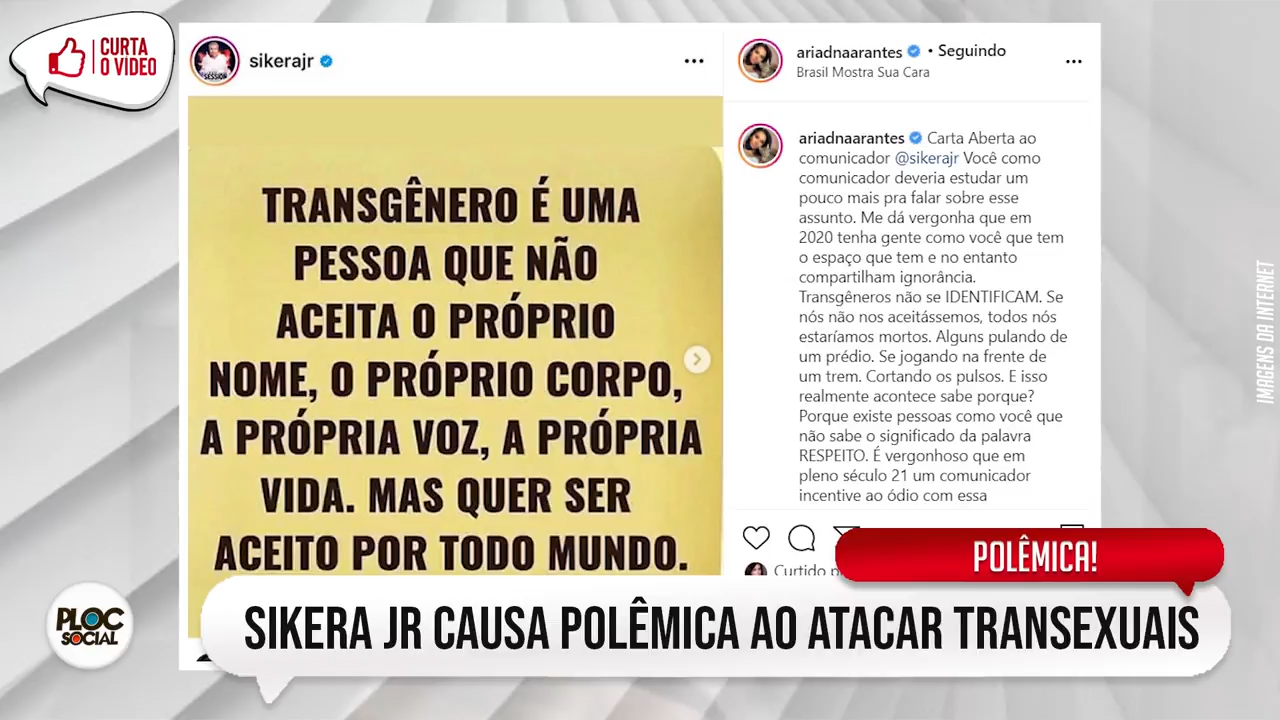 CURTA
O VÍDEO
sikerajr
SESSION
TRANSGÊNERO É UMA
PESSOA QUE NÃO
ACEITA O PRÓPRIO
NOME, O PRÓPRIO CORPO,
A PRÓPRIA VOZ, A PRÓPRIA
VIDA. MAS QUER SER
ACEITO POR TODO MUNDO.
ariadnaarantes • Seguindo
Brasil Mostra Sua Cara
ariadnaarantes Carta Aberta ao
comunicador @sikerajr Você como
comunicador deveria estudar um
pouco mais pra falar sobre esse
assunto. Me dá vergonha que em
2020 tenha gente como você que tem
o espaço que tem e no entanto
compartilham ignorância.
Transgêneros não se IDENTIFICAM. Se
nós não nos aceitássemos, todos nós
estaríamos mortos. Alguns pulando de
um prédio. Se jogando na frente de
um trem. Cortando os pulsos. E isso
realmente acontece sabe porque?
Porque existe pessoas como você que
não sabe o significado da palavra
RESPEITO. É vergonhoso que em
pleno século 21 um comunicador
incentive ao ódio com essa
Curtido
IMAGENS DA INTERNET
POLÊMICA!
PLOC
SOCIAL
SIKERA JR CAUSA POLÊMICA AO ATACAR TRANSEXUAIS